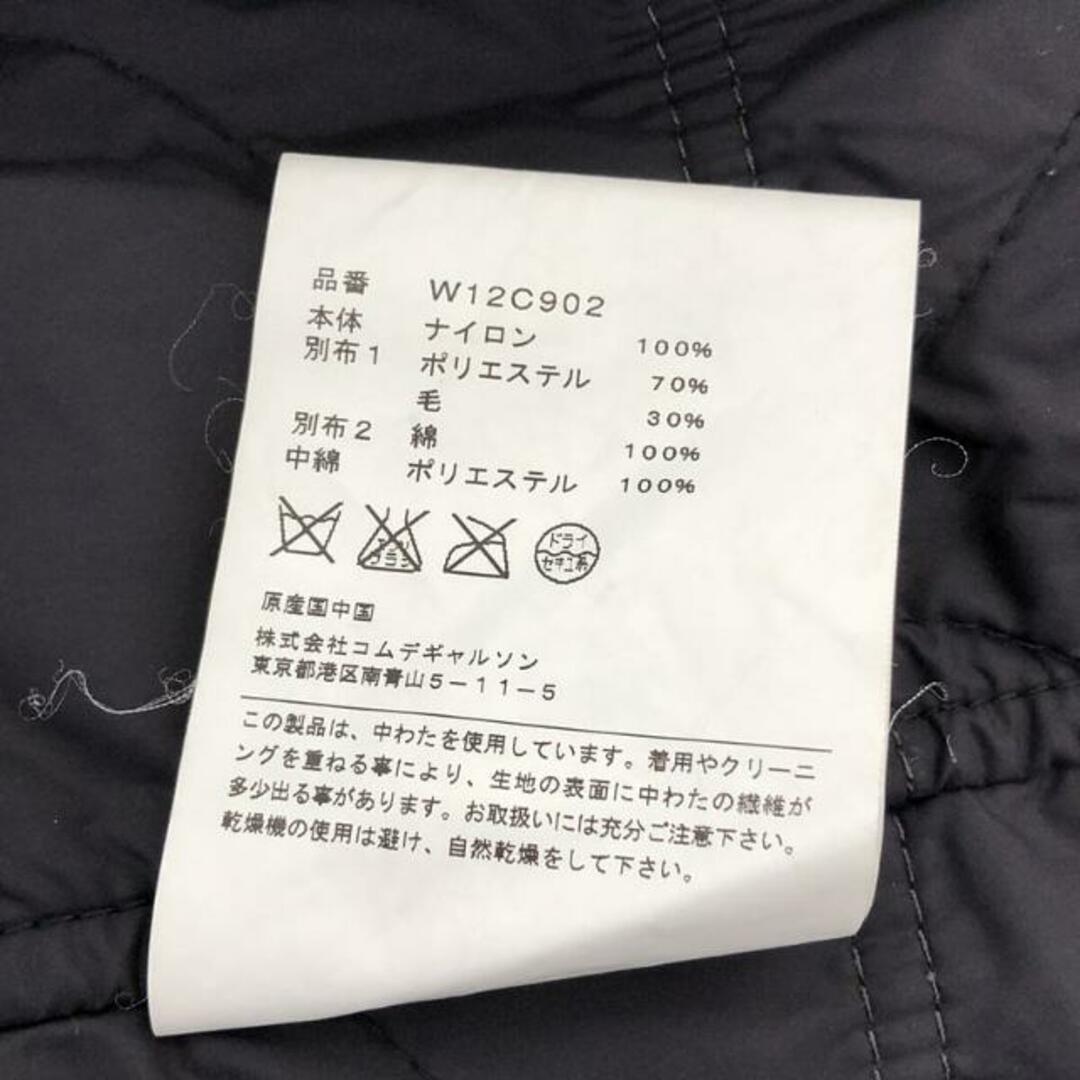 品番 W12C902
本体 ナイロン 100%
別布1 ポリエステル 70%
毛 30%
別布2 綿 100%
中綿 ポリエステル 100%
ドライ
セキユ系
原産国中国
株式会社コムデギャルソン
東京都港区南青山5-11-5
この製品は、中わたを使用しています。着用やクリーニ
ングを重ねる事により、生地の表面に中わたの繊維が
多少出る事があります。お取扱いには充分ご注意下さい。
乾燥機の使用は避け、自然乾燥をして下さい。